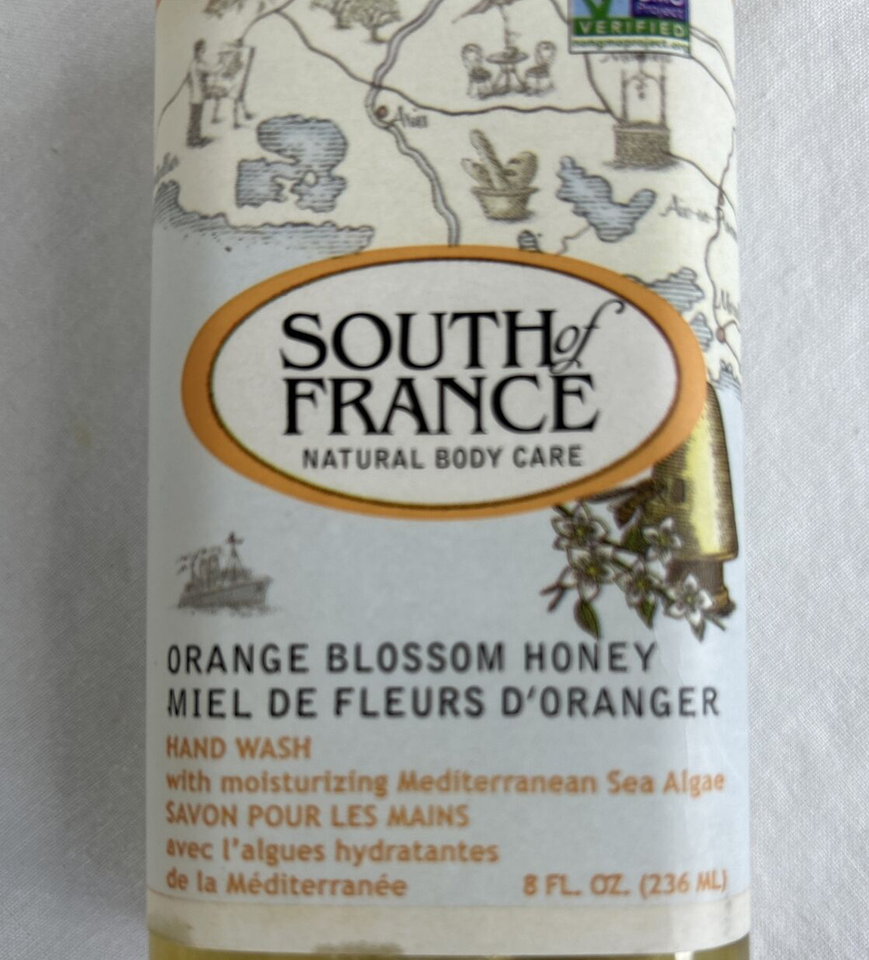 Project
VERIFIED
SOUTH of
FRANCE
NATURAL BODY CARE
ORANGE BLOSSOM HONEY
MIEL DE FLEURS D'ORANGER
HAND WASH
with moisturizing Mediterranean Sea Algae
SAVON POUR LES MAINS
avec l'algues hydratantes
de la Méditerranée
8 FL. OZ. (236 ML)